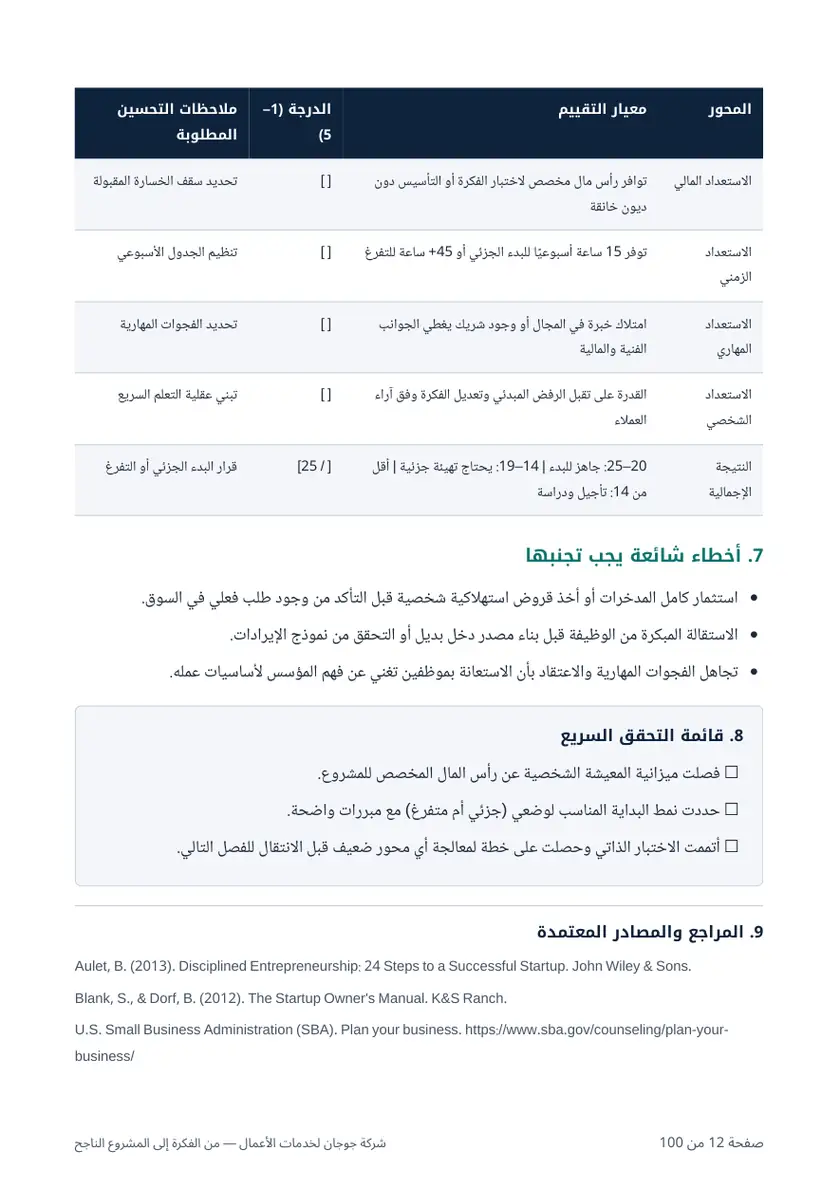 المحور	معيار التقييم	الدرجة (1–5)	ملاحظات التحسين المطلوبة
الاستعداد المالي	توافر رأس مال مخصص لاختبار الفكرة أو التأسيس دون ديون خانقة	[ ]	تحديد سقف الخسارة المقبولة
الاستعداد الزمني	توفر 15 ساعة أسبوعيًا للبدء الجزئي أو 45+ ساعة للتفرغ	[ ]	تنظيم الجدول الأسبوعي
الاستعداد المهاري	امتلاك خبرة في المجال أو وجود شريك يغطي الجوانب الفنية والمالية	[ ]	تحديد الفجوات المهارية
الاستعداد الشخصي	القدرة على تقبل الرفض المبدئي وتعديل الفكرة وفق آراء العملاء	[ ]	تبني عقلية التعلم السريع
النتيجة الإجمالية	20–25: جاهز للبدء | 14–19: يحتاج تهيئة جزئية | أقل من 14: تأجيل ودراسة	[ / 25]	قرار البدء الجزئي أو التفرغ
7. أخطاء شائعة يجب تجنبها
• استثمار كامل المدخرات أو أخذ قروض استهلاكية شخصية قبل التأكد من وجود طلب فعلي في السوق.
• الاستقالة المبكرة من الوظيفة قبل بناء مصدر دخل بديل أو التحقق من نموذج الإيرادات.
• تجاهل الفجوات المهارية والاعتقاد بأن الاستعانة بموظفين تغني عن فهم المؤسس لأساسيات عمله.
8. قائمة التحقق السريع
☐ فصلت ميزانية المعيشة الشخصية عن رأس المال المخصص للمشروع.
☐ حددت نمط البداية المناسب لوضعي (جزئي أم متفرغ) مع مبررات واضحة.
☐ أتممت الاختبار الذاتي وحصلت على خطة لمعالجة أي محور ضعيف قبل الانتقال للفصل التالي.
9. المراجع والمصادر المعتمدة
Aulet, B. (2013). Disciplined Entrepreneurship: 24 Steps to a Successful Startup. John Wiley & Sons.
Blank, S., & Dorf, B. (2012). The Startup Owner's Manual. K&S Ranch.
U.S. Small Business Administration (SBA). Plan your business. https://www.sba.gov/counseling/plan-your-
business/
صفحة 12 من 100
شركة جوجان لخدمات الأعمال — من الفكرة إلى المشروع الناجح